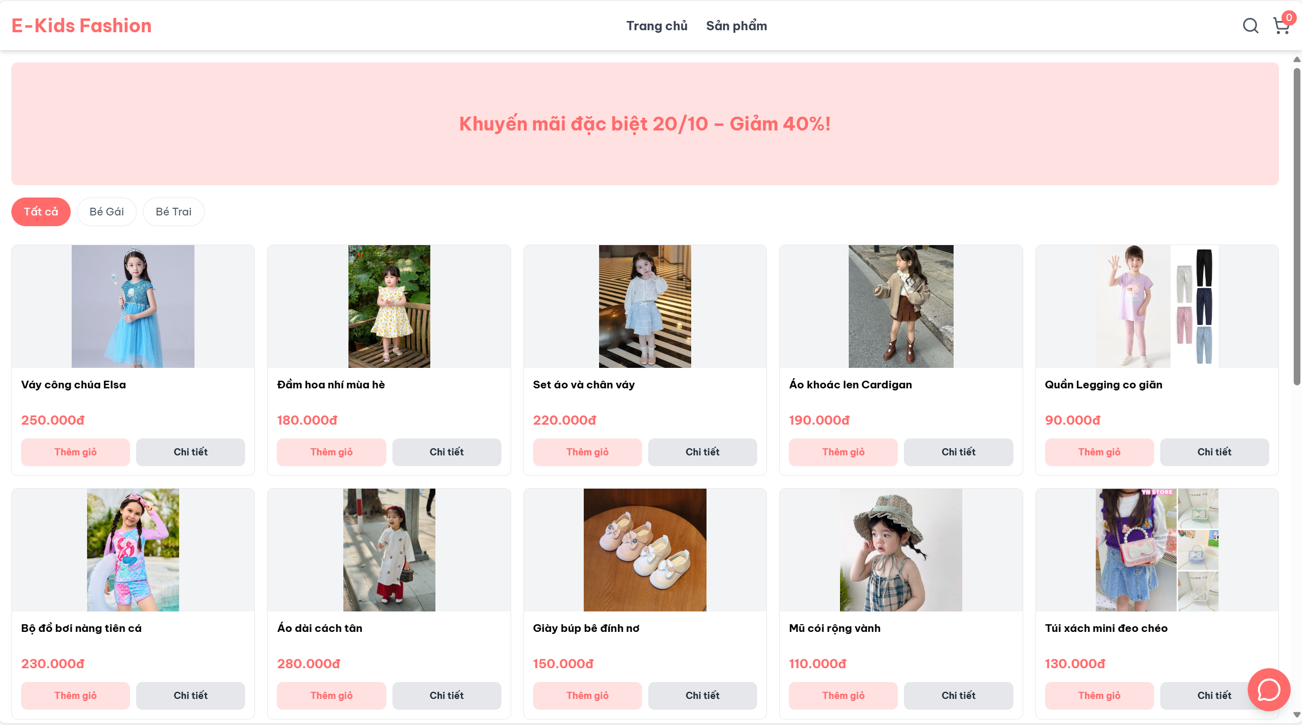 E-Kids Fashion
Trang chủ Sản phẩm
0
Khuyến mãi đặc biệt 20/10 – Giảm 40%!
Tất cả Bé Gái Bé Trai
Váy công chúa Elsa
250.000đ
Thêm giỏ Chi tiết
Đầm hoa nhí mùa hè
180.000đ
Thêm giỏ Chi tiết
Set áo và chân váy
220.000đ
Thêm giỏ Chi tiết
Áo khoác len Cardigan
190.000đ
Thêm giỏ Chi tiết
Quần Legging co giãn
90.000đ
Thêm giỏ Chi tiết
Bộ đồ bơi nàng tiên cá
230.000đ
Thêm giỏ Chi tiết
Áo dài cách tân
280.000đ
Thêm giỏ Chi tiết
Giày búp bê đính nơ
150.000đ
Thêm giỏ Chi tiết
Mũ cói rộng vành
110.000đ
Thêm giỏ Chi tiết
YH STORE
Túi xách mini đeo chéo
130.000đ
Thêm giỏ Chi tiết